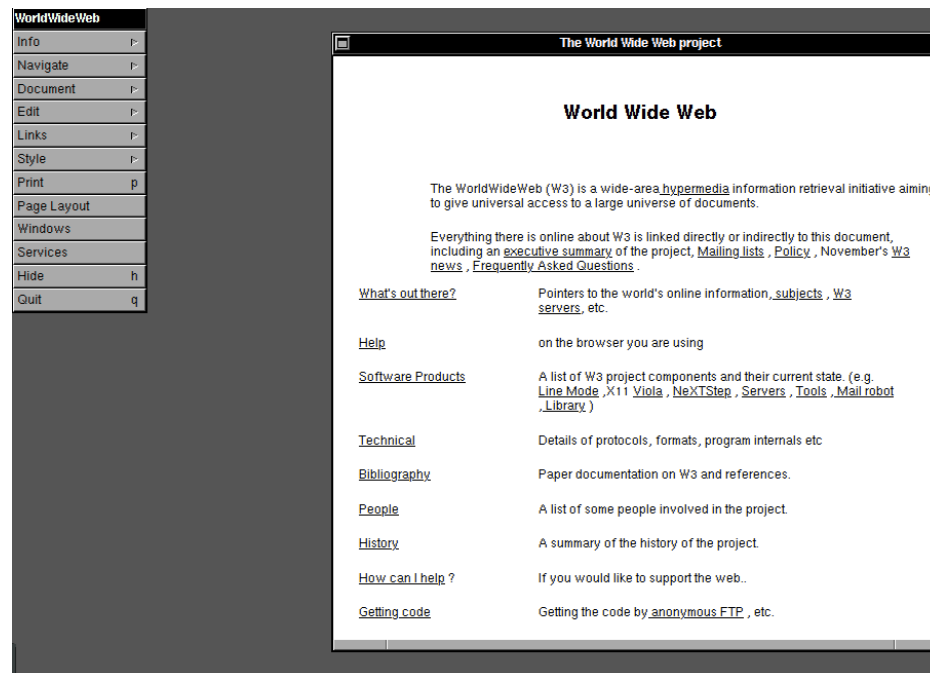 WorldWideWeb
Info
Navigate
Document
Edit
Links
Style
Print p
Page Layout
Windows
Services
Hide h
Quit q
The World Wide Web project
World Wide Web
The WorldWideWeb (W3) is a wide-area hypermedia information retrieval initiative aiming
to give universal access to a large universe of documents.
Everything there is online about W3 is linked directly or indirectly to this document,
including an executive summary of the project, Mailing lists , Policy , November's W3
news , Frequently Asked Questions .
What's out there? Pointers to the world's online information, subjects , W3
servers, etc.
Help on the browser you are using
Software Products A list of W3 project components and their current state. (e.g.
Line Mode ,X11 Viola , NeXTStep , Servers , Tools , Mail robot
, Library )
Technical Details of protocols, formats, program internals etc
Bibliography Paper documentation on W3 and references.
People A list of some people involved in the project.
History A summary of the history of the project.
How can I help ? If you would like to support the web..
Getting code Getting the code by anonymous FTP , etc.